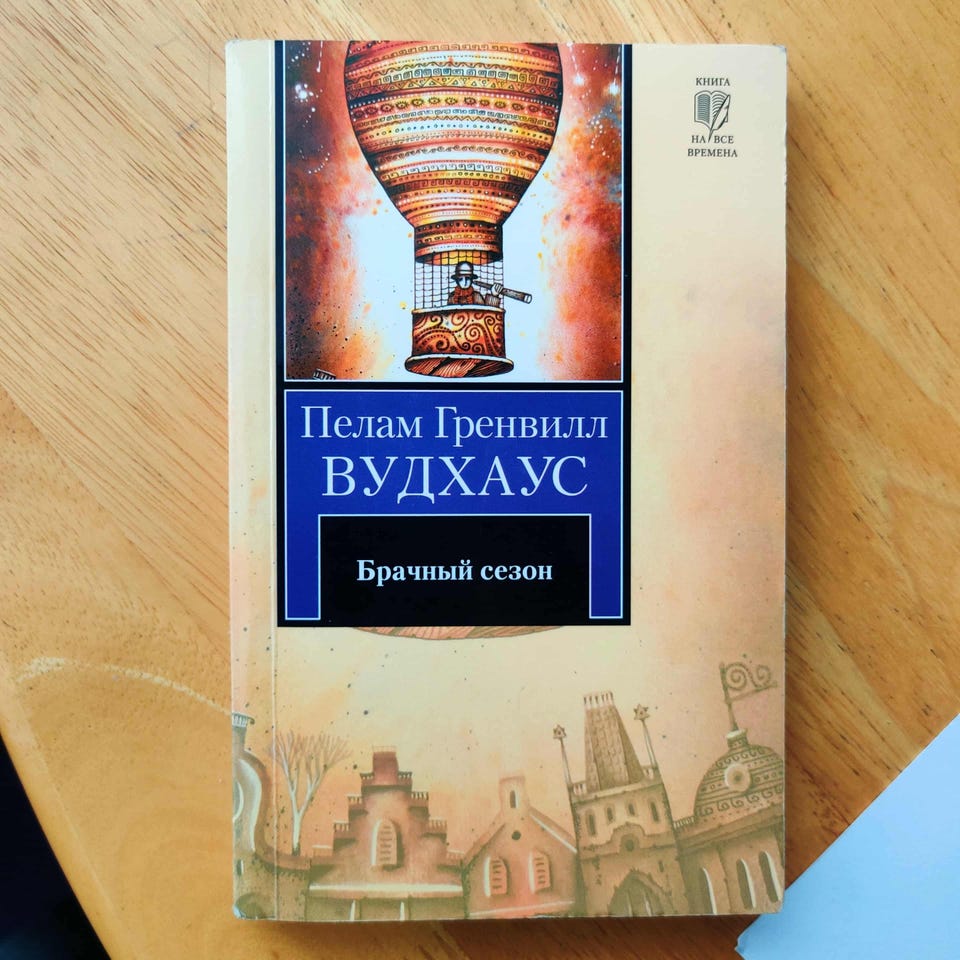 КНИГА
НА ВСЕ
ВРЕМЕНА
Пелам Гренвилл
ВУДХАУС
Брачный сезон